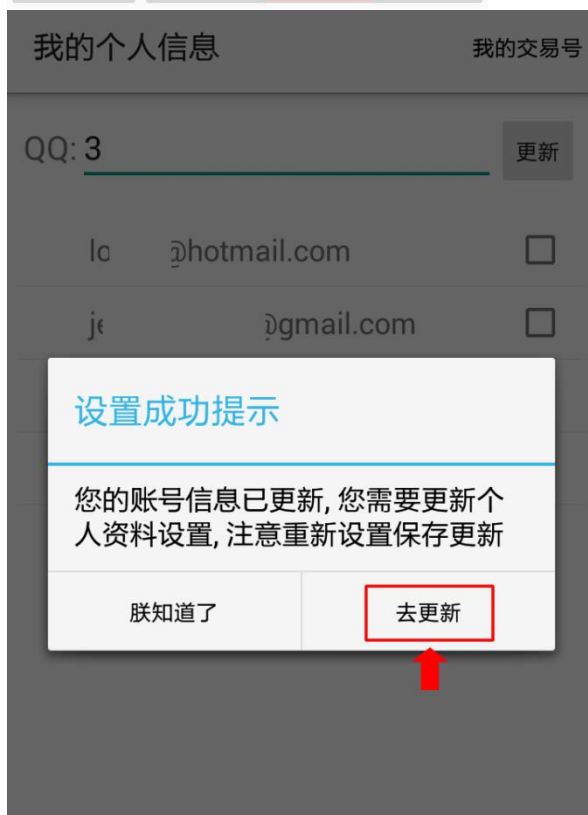 我的个人信息
我的交易号
QQ: 3
更新
lo @hotmail.com
je @gmail.com
设置成功提示
您的账号信息已更新, 您需要更新个
人资料设置, 注意重新设置保存更新
朕知道了
去更新